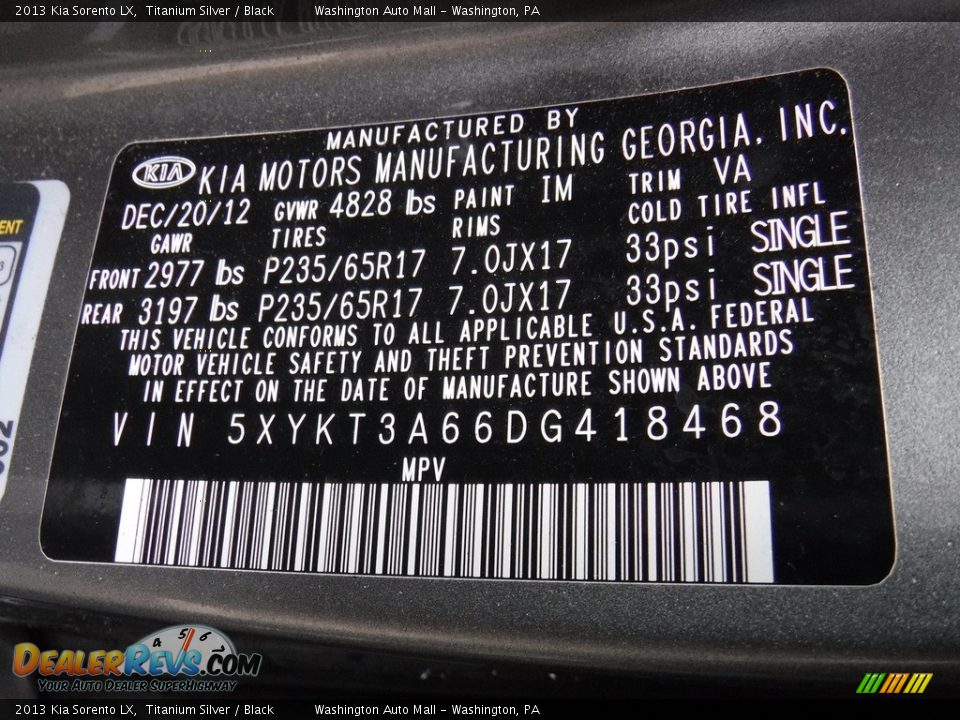 2013 Kia Sorento LX, Titanium Silver / Black Washington Auto Mall - Washington, PA
MANUFACTURED BY
KIA KIA MOTORS MANUFACTURING GEORGIA, INC.
DEC/20/12 GVWR 4828 lbs PAINT IM TRIM VA
GAWR TIRES RIMS COLD TIRE INFL
FRONT 2977 lbs P235/65R17 7.0JX17 33psi SINGLE
REAR 3197 lbs P235/65R17 7.0JX17 33psi SINGLE
THIS VEHICLE CONFORMS TO ALL APPLICABLE U.S.A. FEDERAL
MOTOR VEHICLE SAFETY AND THEFT PREVENTION STANDARDS
IN EFFECT ON THE DATE OF MANUFACTURE SHOWN ABOVE
VIN 5XYKT3A66DG418468
MPV
4 5 6
DEALERREVS.COM
YOUR AUTO DEALER SUPERHIGHWAY
2013 Kia Sorento LX, Titanium Silver / Black Washington Auto Mall - Washington, PA